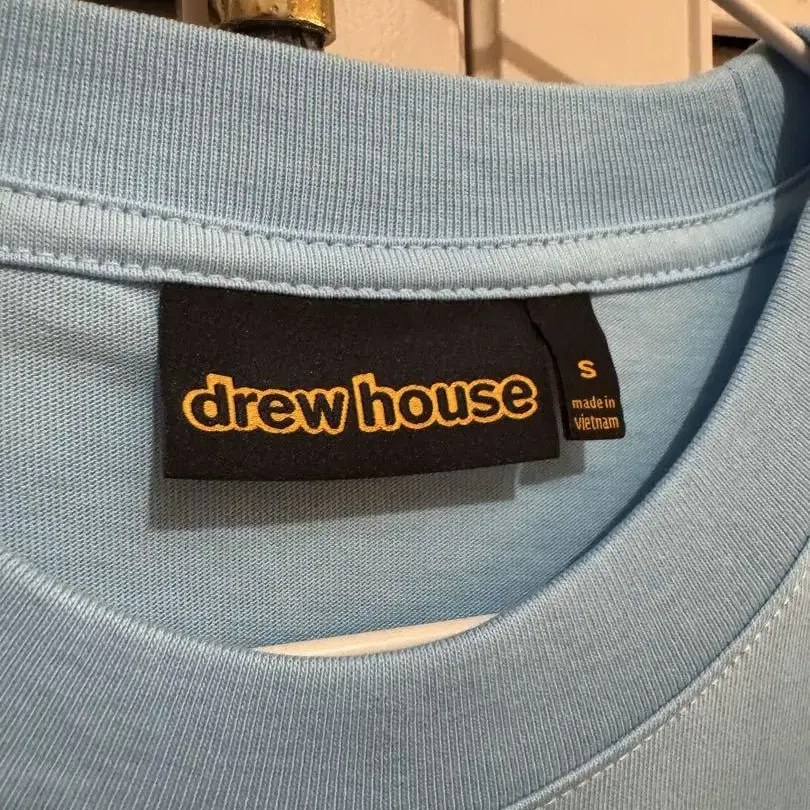 drew house
S
made in
Vietnam